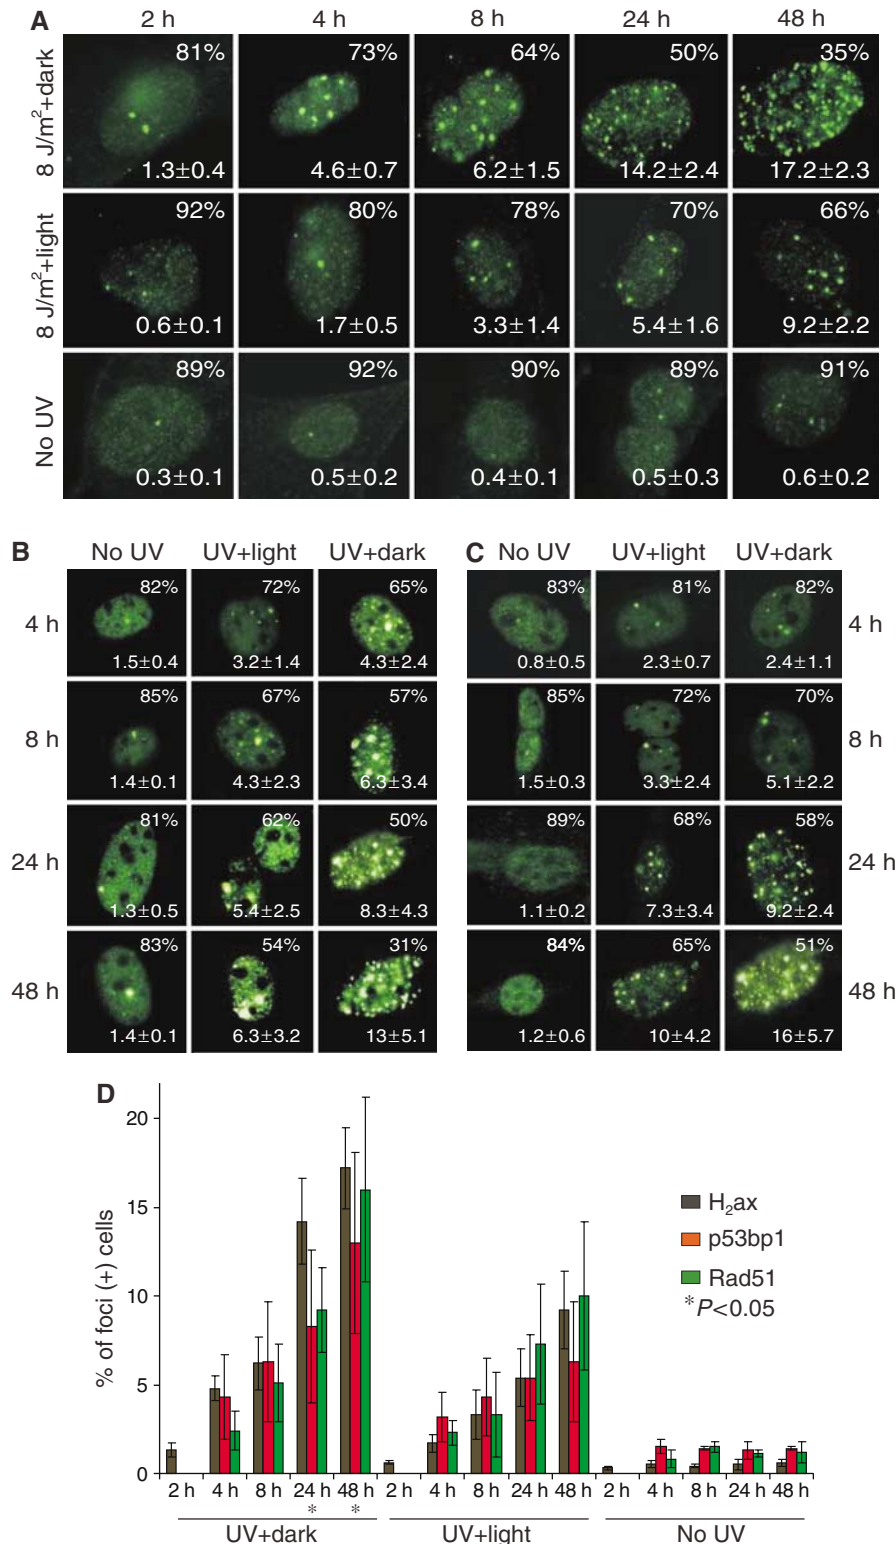 A
2 h 4 h 8 h 24 h 48 h
8 J/m²+dark
81% 73% 64% 50% 35%
1.3±0.4 4.6±0.7 6.2±1.5 14.2±2.4 17.2±2.3
8 J/m²+light
92% 80% 78% 70% 66%
0.6±0.1 1.7±0.5 3.3±1.4 5.4±1.6 9.2±2.2
No UV
89% 92% 90% 89% 91%
0.3±0.1 0.5±0.2 0.4±0.1 0.5±0.3 0.6±0.2
B
No UV UV+light UV+dark
82% 72% 65%
4 h
1.5±0.4 3.2±1.4 4.3±2.4
85% 67% 57%
8 h
1.4±0.1 4.3±2.3 6.3±3.4
81% 62% 50%
24 h
1.3±0.5 5.4±2.5 8.3±4.3
83% 54% 31%
48 h
1.4±0.1 6.3±3.2 13±5.1
C
No UV UV+light UV+dark
83% 81% 82%
4 h
0.8±0.5 2.3±0.7 2.4±1.1
85% 72% 70%
8 h
1.5±0.3 3.3±2.4 5.1±2.2
89% 68% 58%
24 h
1.1±0.2 7.3±3.4 9.2±2.4
84% 65% 51%
48 h
1.2±0.6 10±4.2 16±5.7
D
% of foci (+) cells
20
15
10
5
0
H₂ax
p53bp1
Rad51
*P<0.05
2 h 4 h 8 h 24 h 48 h 2 h 4 h 8 h 24 h 48 h 2 h 4 h 8 h 24 h 48 h
* *
UV+dark UV+light No UV